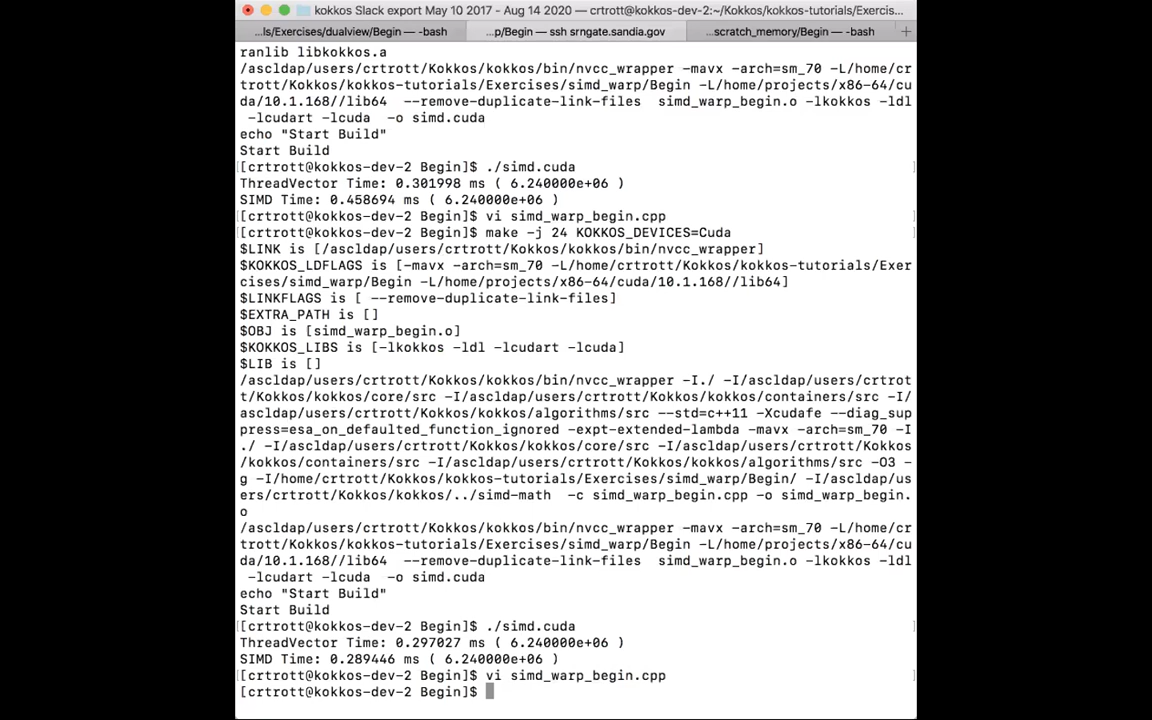 kokkos Slack export May 10 2017 - Aug 14 2020 — crtrott@kokkos-dev-2:~/Kokkos/kokkos-tutorials/Exercis...
...ls/Exercises/dualview/Begin — -bash
...p/Begin — ssh srngate.sandia.gov
...scratch_memory/Begin — -bash
+
ranlib libkokkos.a
/ascldap/users/crtrott/Kokkos/kokkos/bin/nvcc_wrapper -mavx -arch=sm_70 -L/home/cr
trott/Kokkos/kokkos-tutorials/Exercises/simd_warp/Begin -L/home/projects/x86-64/cu
da/10.1.168//lib64  --remove-duplicate-link-files  simd_warp_begin.o -lkokkos -ldl
 -lcudart -lcuda  -o simd.cuda
echo "Start Build"
Start Build
[[crtrott@kokkos-dev-2 Begin]$ ./simd.cuda ]
ThreadVector Time: 0.301998 ms ( 6.240000e+06 )
SIMD Time: 0.458694 ms ( 6.240000e+06 )
[[crtrott@kokkos-dev-2 Begin]$ vi simd_warp_begin.cpp ]
[[crtrott@kokkos-dev-2 Begin]$ make -j 24 KOKKOS_DEVICES=Cuda ]
$LINK is [/ascldap/users/crtrott/Kokkos/kokkos/bin/nvcc_wrapper]
$KOKKOS_LDFLAGS is [-mavx -arch=sm_70 -L/home/crtrott/Kokkos/kokkos-tutorials/Exer
cises/simd_warp/Begin -L/home/projects/x86-64/cuda/10.1.168//lib64]
$LINKFLAGS is [ --remove-duplicate-link-files]
$EXTRA_PATH is []
$OBJ is [simd_warp_begin.o]
$KOKKOS_LIBS is [-lkokkos -ldl -lcudart -lcuda]
$LIB is []
/ascldap/users/crtrott/Kokkos/kokkos/bin/nvcc_wrapper -I./ -I/ascldap/users/crtrot
t/Kokkos/kokkos/core/src -I/ascldap/users/crtrott/Kokkos/kokkos/containers/src -I/
ascldap/users/crtrott/Kokkos/kokkos/algorithms/src --std=c++11 -Xcudafe --diag_sup
press=esa_on_defaulted_function_ignored -expt-extended-lambda -mavx -arch=sm_70 -I
./ -I/ascldap/users/crtrott/Kokkos/kokkos/core/src -I/ascldap/users/crtrott/Kokkos
/kokkos/containers/src -I/ascldap/users/crtrott/Kokkos/kokkos/algorithms/src -O3 -
g -I/home/crtrott/Kokkos/kokkos-tutorials/Exercises/simd_warp/Begin/ -I/ascldap/us
ers/crtrott/Kokkos/kokkos/../simd-math  -c simd_warp_begin.cpp -o simd_warp_begin.
o
/ascldap/users/crtrott/Kokkos/kokkos/bin/nvcc_wrapper -mavx -arch=sm_70 -L/home/cr
trott/Kokkos/kokkos-tutorials/Exercises/simd_warp/Begin -L/home/projects/x86-64/cu
da/10.1.168//lib64  --remove-duplicate-link-files  simd_warp_begin.o -lkokkos -ldl
 -lcudart -lcuda  -o simd.cuda
echo "Start Build"
Start Build
[[crtrott@kokkos-dev-2 Begin]$ ./simd.cuda ]
ThreadVector Time: 0.297027 ms ( 6.240000e+06 )
SIMD Time: 0.289446 ms ( 6.240000e+06 )
[[crtrott@kokkos-dev-2 Begin]$ vi simd_warp_begin.cpp ]
[crtrott@kokkos-dev-2 Begin]$